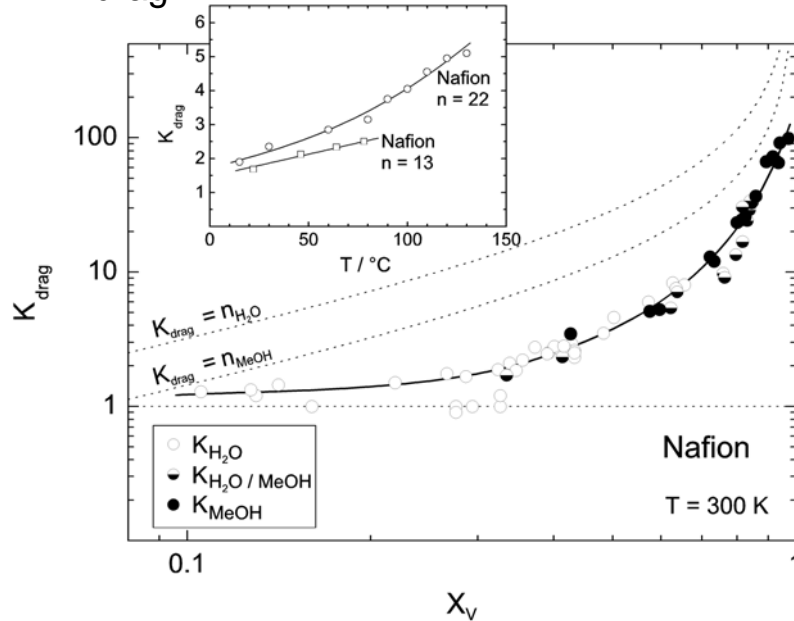 drag
6
5
4
3
2
1
K_drag
Nafion
n = 22
Nafion
n = 13
0 50 100 150
T / °C
100
10
1
K_drag
K_drag = n_H₂O
K_drag = n_MeOH
K_H₂O
K_H₂O / MeOH
K_MeOH
Nafion
T = 300 K
0.1 1
X_V